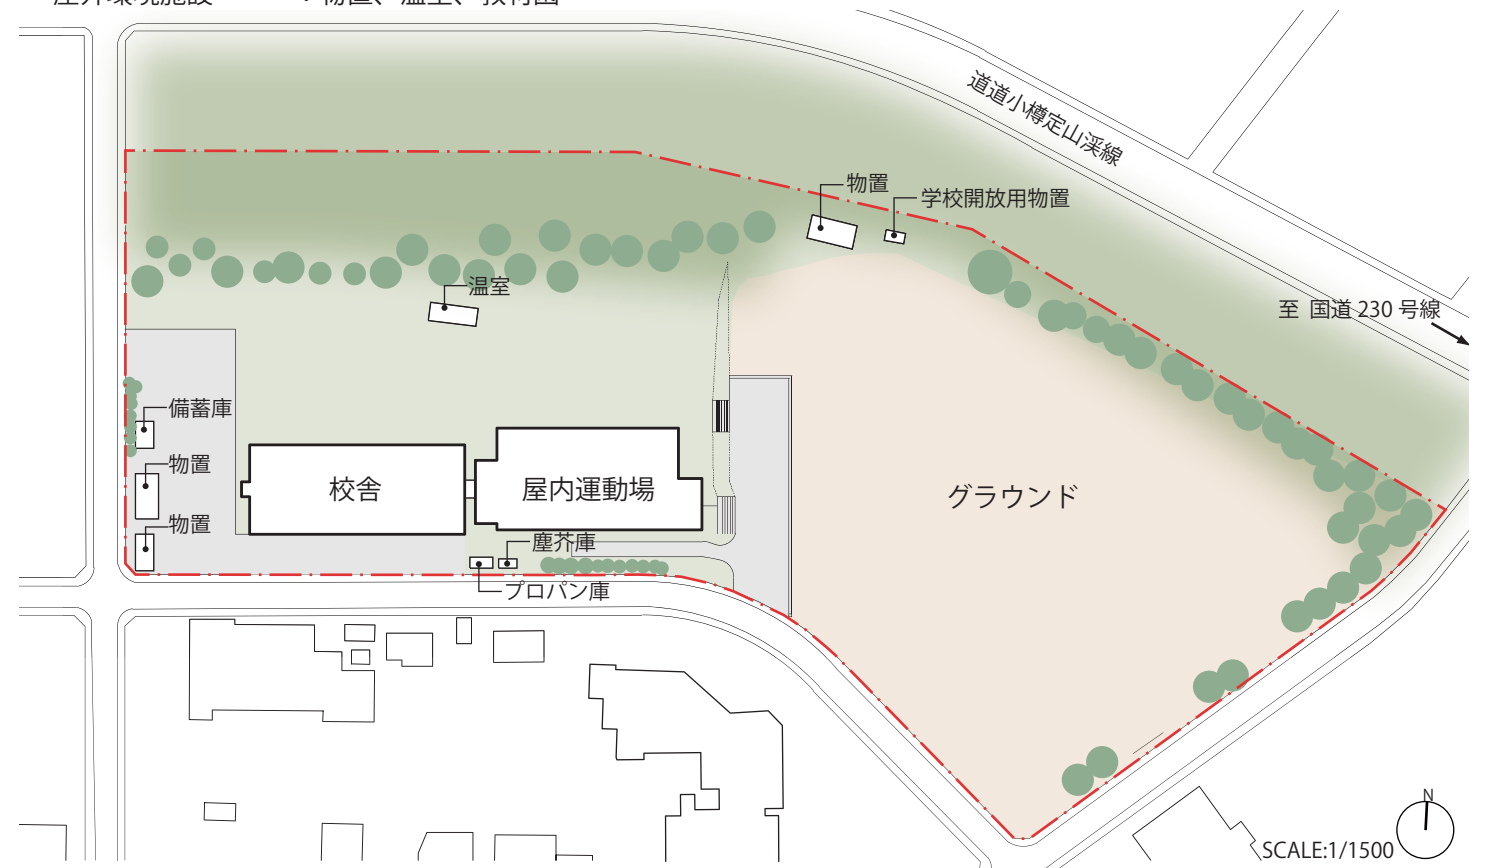 道道小樽定山渓線
物置
学校開放用物置
温室
至 国道 230 号線
備蓄庫
物置
校舎
屋内運動場
グラウンド
物置
塵芥庫
プロパン庫
N
SCALE:1/1500